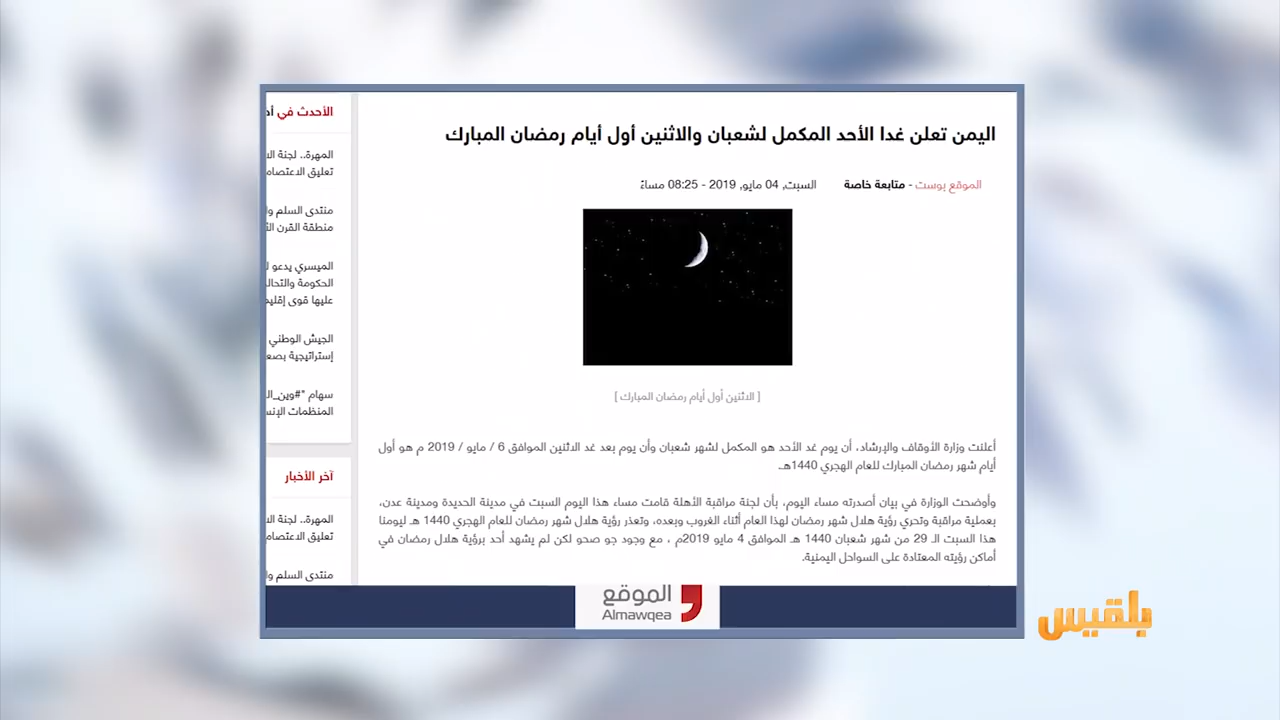 اليمن تعلن غدا الأحد المكمل لشعبان والاثنين أول أيام رمضان المبارك
الموقع بوست - متابعة خاصة السبت, 04 مايو, 2019 - 08:25 مساءً
[ الاثنين أول أيام رمضان المبارك ]
أعلنت وزارة الأوقاف والإرشاد، أن يوم غد الأحد هو المكمل لشهر شعبان وأن يوم بعد غد الاثنين الموافق 6 / مايو / 2019 م هو أول
أيام شهر رمضان المبارك للعام الهجري 1440هـ.
وأوضحت الوزارة في بيان أصدرته مساء اليوم، بأن لجنة مراقبة الأهلة قامت مساء هذا اليوم السبت في مدينة الحديدة ومدينة عدن،
بعملية مراقبة وتحري رؤية هلال شهر رمضان لهذا العام أثناء الغروب وبعده، وتعذر رؤية هلال شهر رمضان للعام الهجري 1440 هـ ليومنا
هذا السبت الـ 29 من شهر شعبان 1440 هـ الموافق 4 مايو 2019م ، مع وجود جو صحو لكن لم يشهد أحد برؤية هلال رمضان في
أماكن رؤيته المعتادة على السواحل اليمنية.
الأحدث في
المهرة.. لجنة
تعليق الاعتصام
منتدى السلم
منطقة القرن
الميسري يدعو
الحكومة والتحال
عليها قوى إقليم
الجيش الوطني
إستراتيجية بصع
سهام "#وين_ال
المنظمات الإنس
آخر الأخبار
المهرة.. لجنة
تعليق الاعتصام
منتدى السلم
الموقع
Almawqea
بلقيس